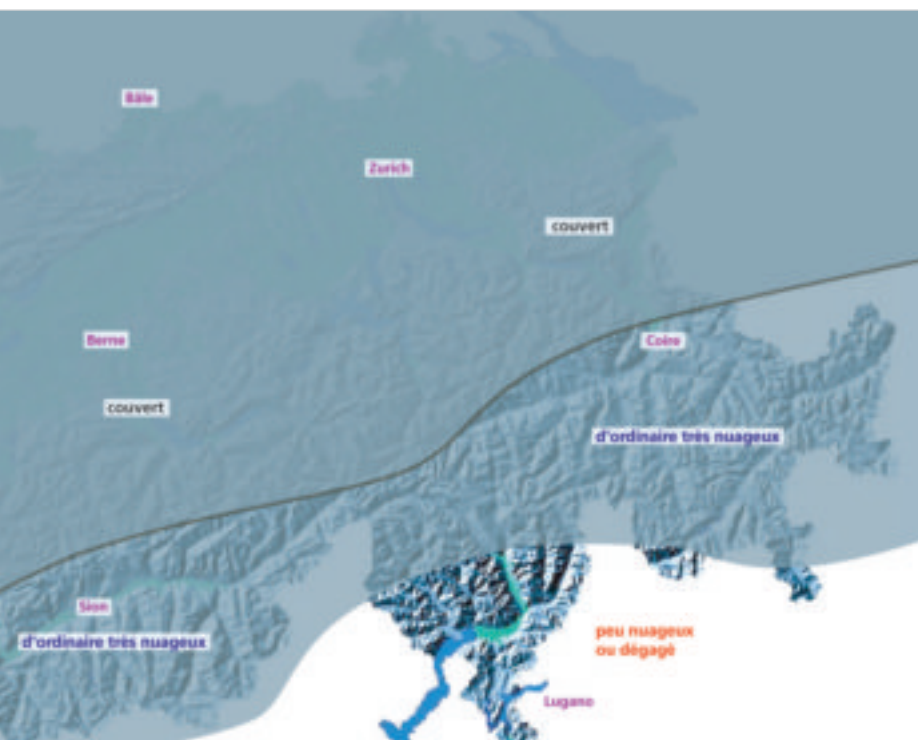 Bâle
Zurich
couvert
Berne
Coire
couvert
d'ordinaire très nuageux
Sion
d'ordinaire très nuageux
peu nuageux
ou dégagé
Lugano